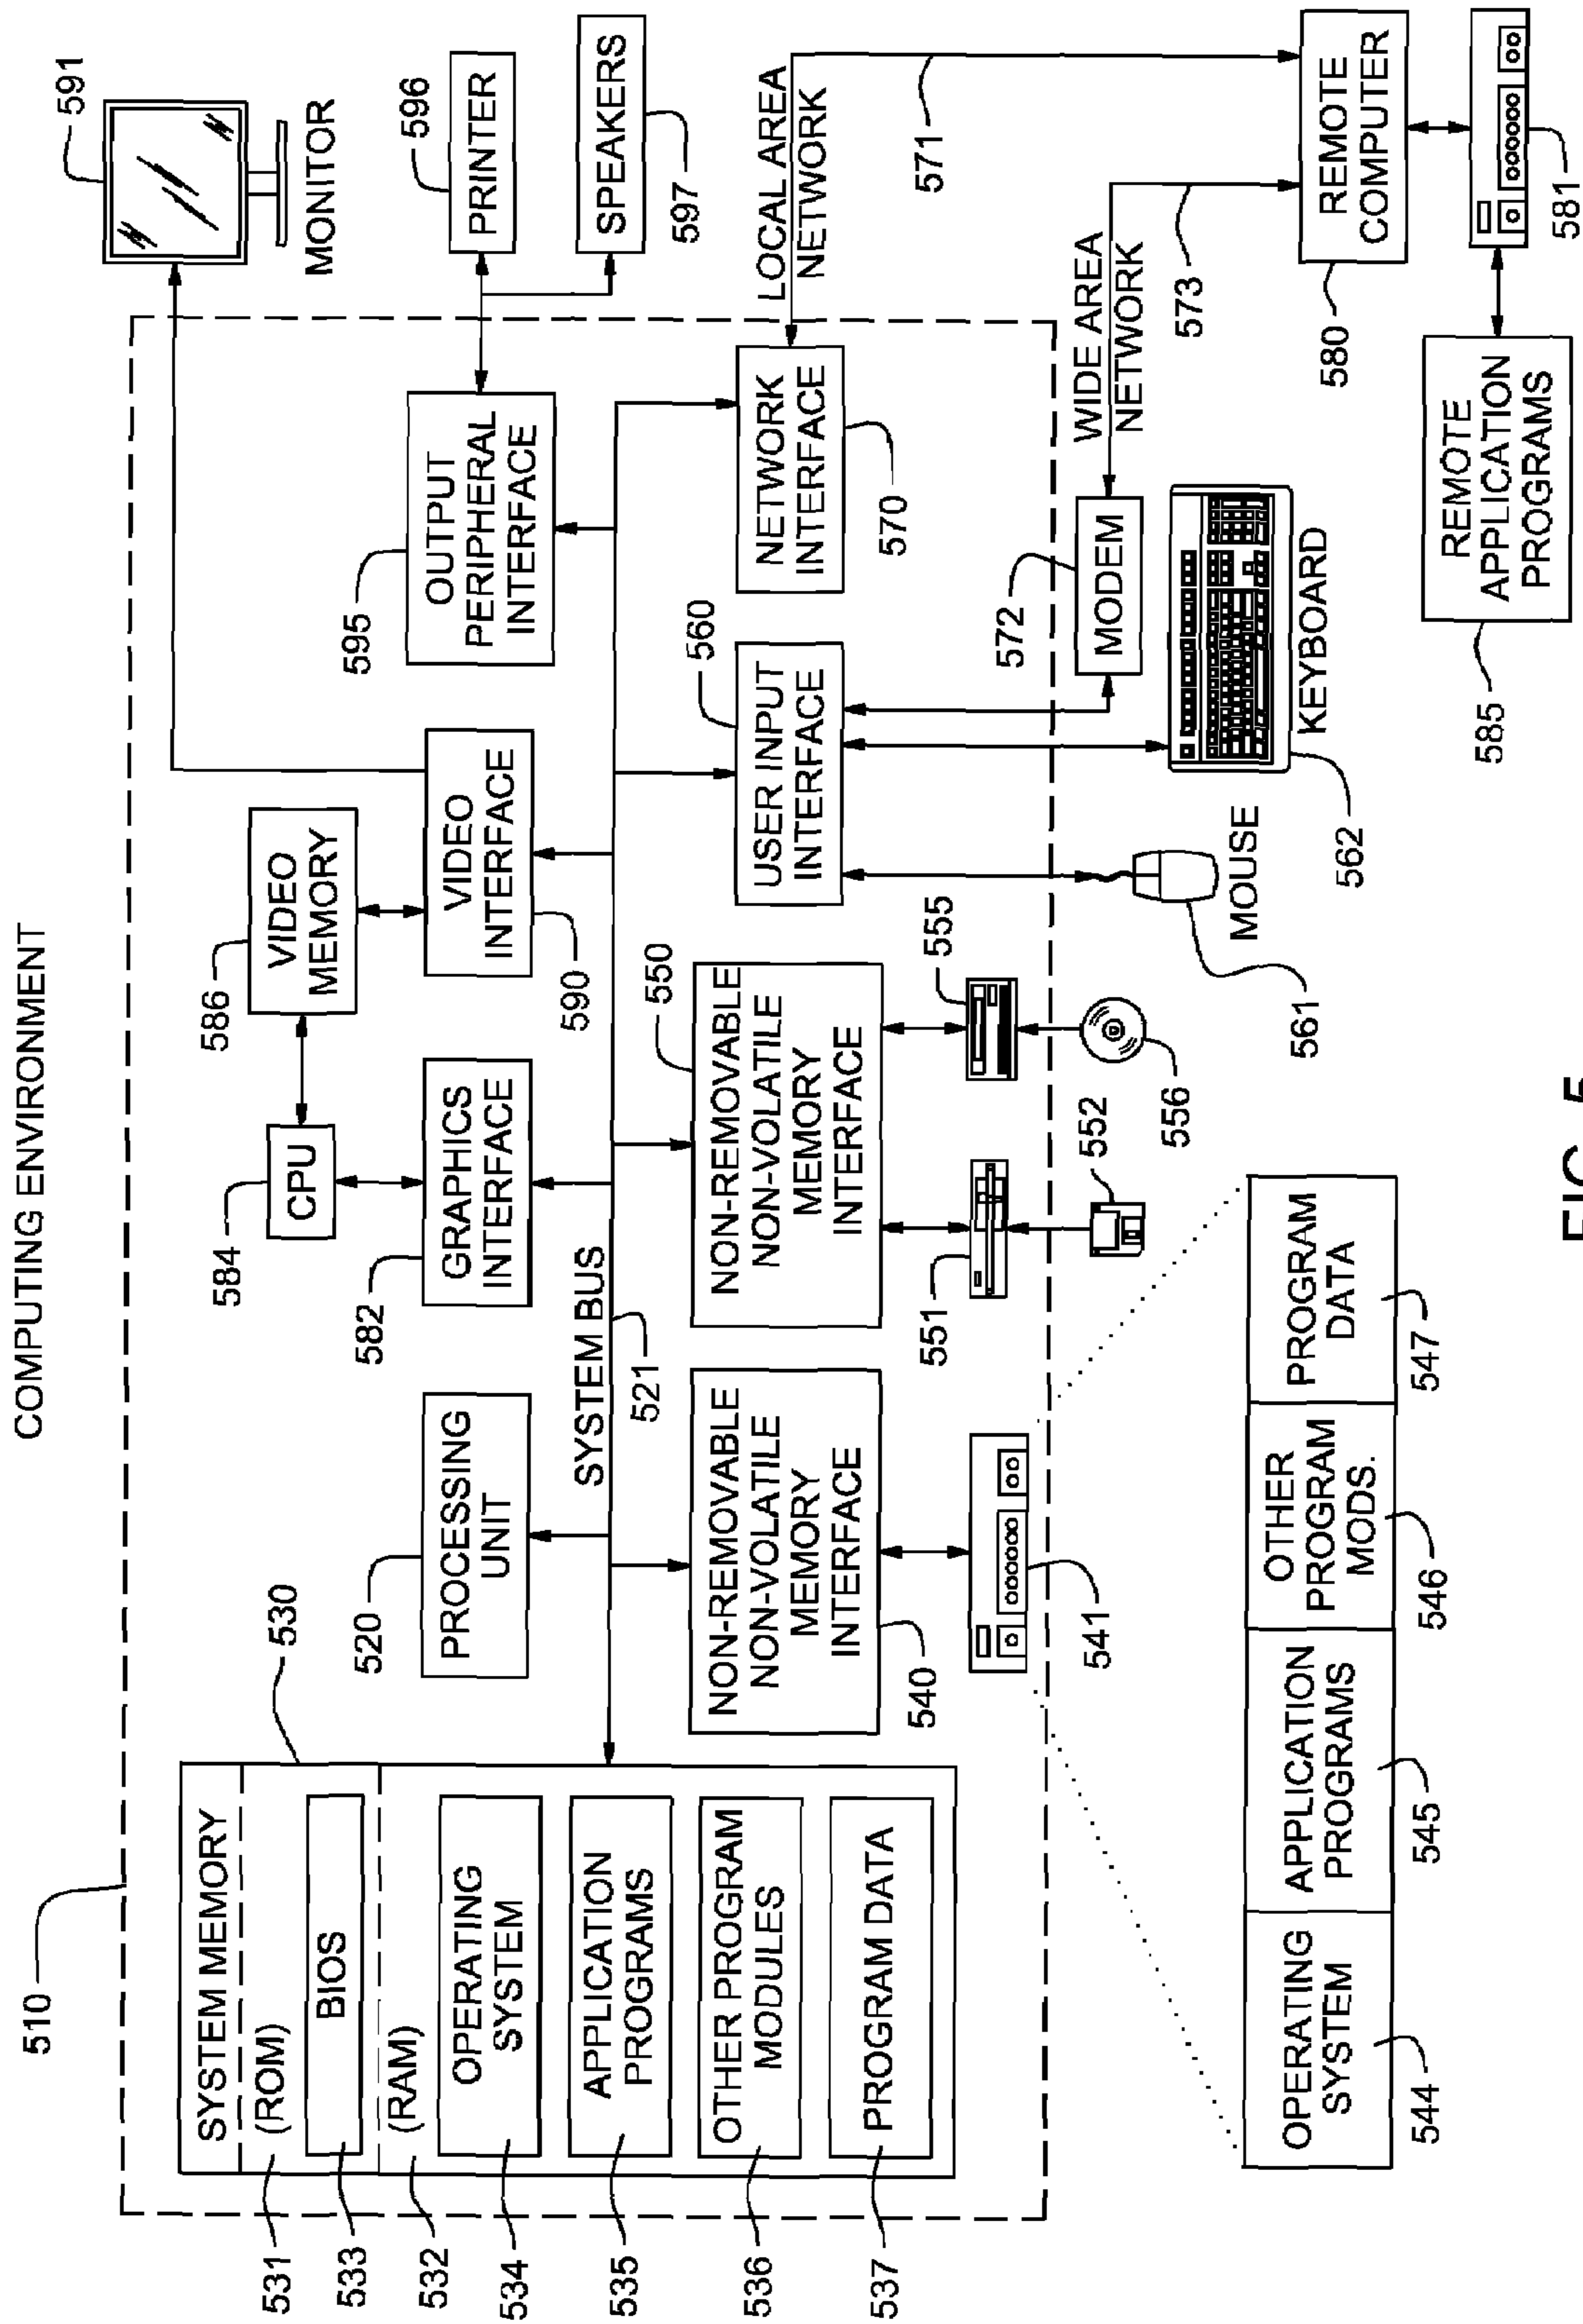 COMPUTING ENVIRONMENT
510
SYSTEM MEMORY
530
(ROM)
531
BIOS
533
(RAM)
532
OPERATING
SYSTEM
534
APPLICATION
PROGRAMS
535
OTHER PROGRAM
MODULES
536
PROGRAM DATA
537
520
PROCESSING
UNIT
SYSTEM BUS
521
584
CPU
582
GRAPHICS
INTERFACE
586
VIDEO
MEMORY
VIDEO
INTERFACE
590
591
MONITOR
595
OUTPUT
PERIPHERAL
INTERFACE
596
PRINTER
SPEAKERS
597
NON-REMOVABLE
NON-VOLATILE
MEMORY
INTERFACE
540
541
550
NON-REMOVABLE
NON-VOLATILE
MEMORY
INTERFACE
551
552
555
556
560
USER INPUT
INTERFACE
NETWORK
INTERFACE
570
LOCAL AREA
NETWORK
571
WIDE AREA
NETWORK
573
572
MODEM
MOUSE
561
KEYBOARD
562
REMOTE
COMPUTER
580
581
REMOTE
APPLICATION
PROGRAMS
585
OPERATING
SYSTEM
544
APPLICATION
PROGRAMS
545
OTHER
PROGRAM
MODS.
546
PROGRAM
DATA
547